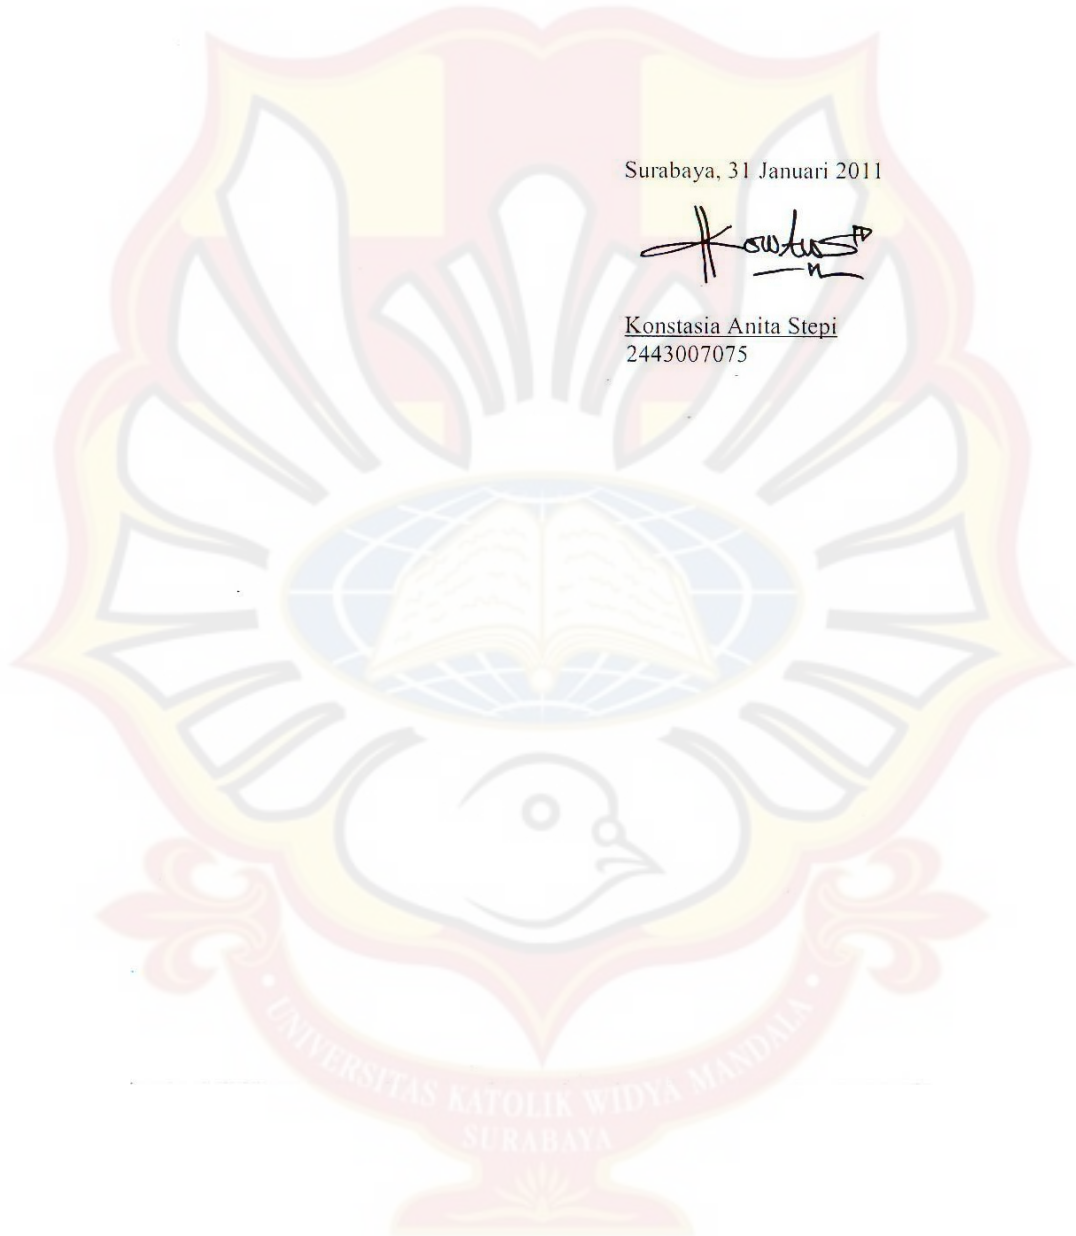 Surabaya, 31 Januari 2011
Konstasia Anita Stepi
2443007075
• UNIVERSITAS KATOLIK WIDYA MANDALA •
SURABAYA